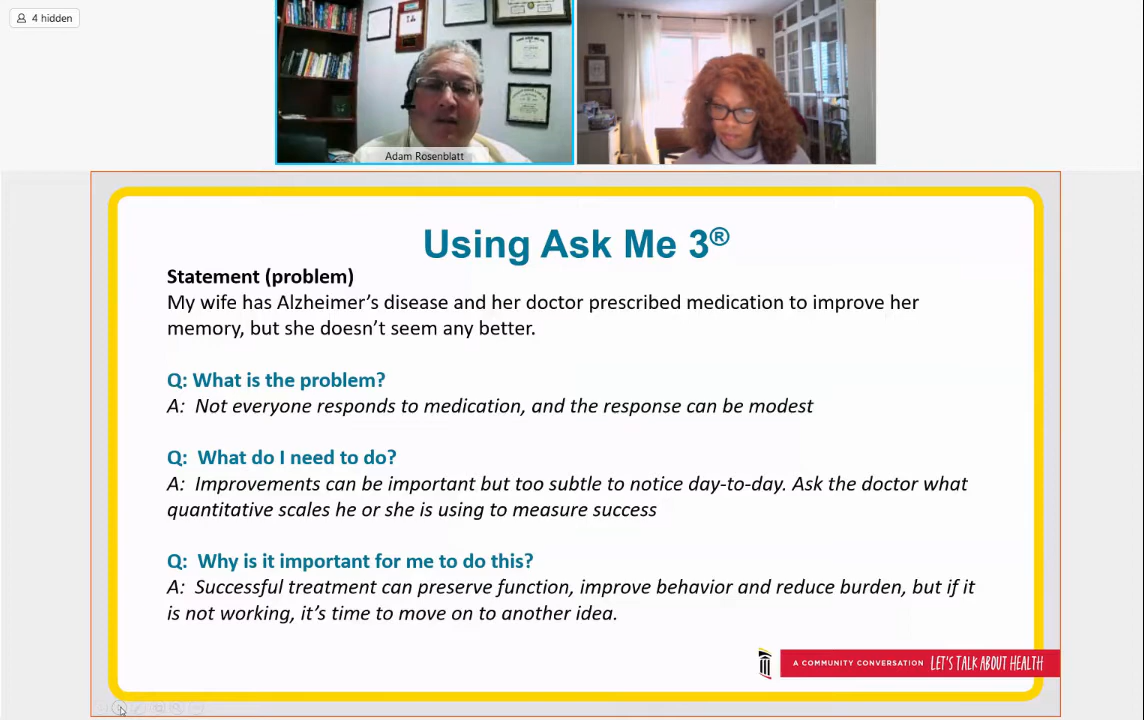 4 hidden
Adam Rosenblatt
Using Ask Me 3®
Statement (problem)
My wife has Alzheimer's disease and her doctor prescribed medication to improve her
memory, but she doesn't seem any better.
Q: What is the problem?
A: Not everyone responds to medication, and the response can be modest
Q: What do I need to do?
A: Improvements can be important but too subtle to notice day-to-day. Ask the doctor what
quantitative scales he or she is using to measure success
Q: Why is it important for me to do this?
A: Successful treatment can preserve function, improve behavior and reduce burden, but if it
is not working, it's time to move on to another idea.
A COMMUNITY CONVERSATION LET'S TALK ABOUT HEALTH